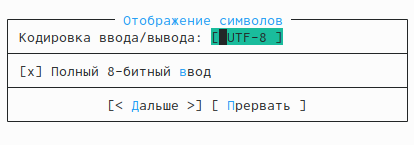 Отображение символов
Кодировка ввода/вывода: [ UTF-8 ]
[x] Полный 8-битный ввод
[< Дальше >] [ Прервать ]